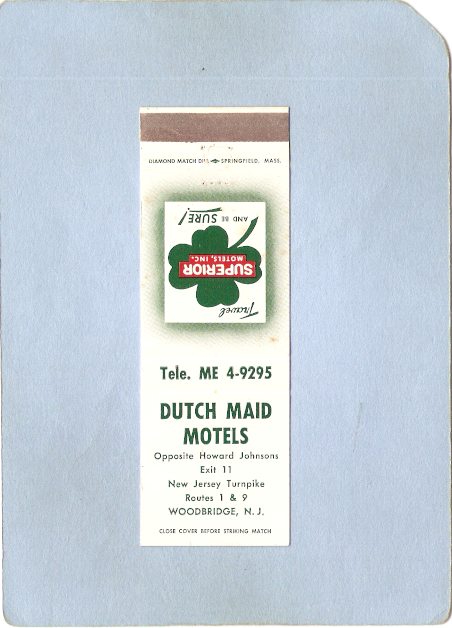 DIAMOND MATCH DIV. SPRINGFIELD, MASS.
Travel
SUPERIOR
MOTELS, INC.
AND BE SURE!
Tele. ME 4-9295
DUTCH MAID
MOTELS
Opposite Howard Johnsons
Exit 11
New Jersey Turnpike
Routes 1 & 9
WOODBRIDGE, N. J.
CLOSE COVER BEFORE STRIKING MATCH